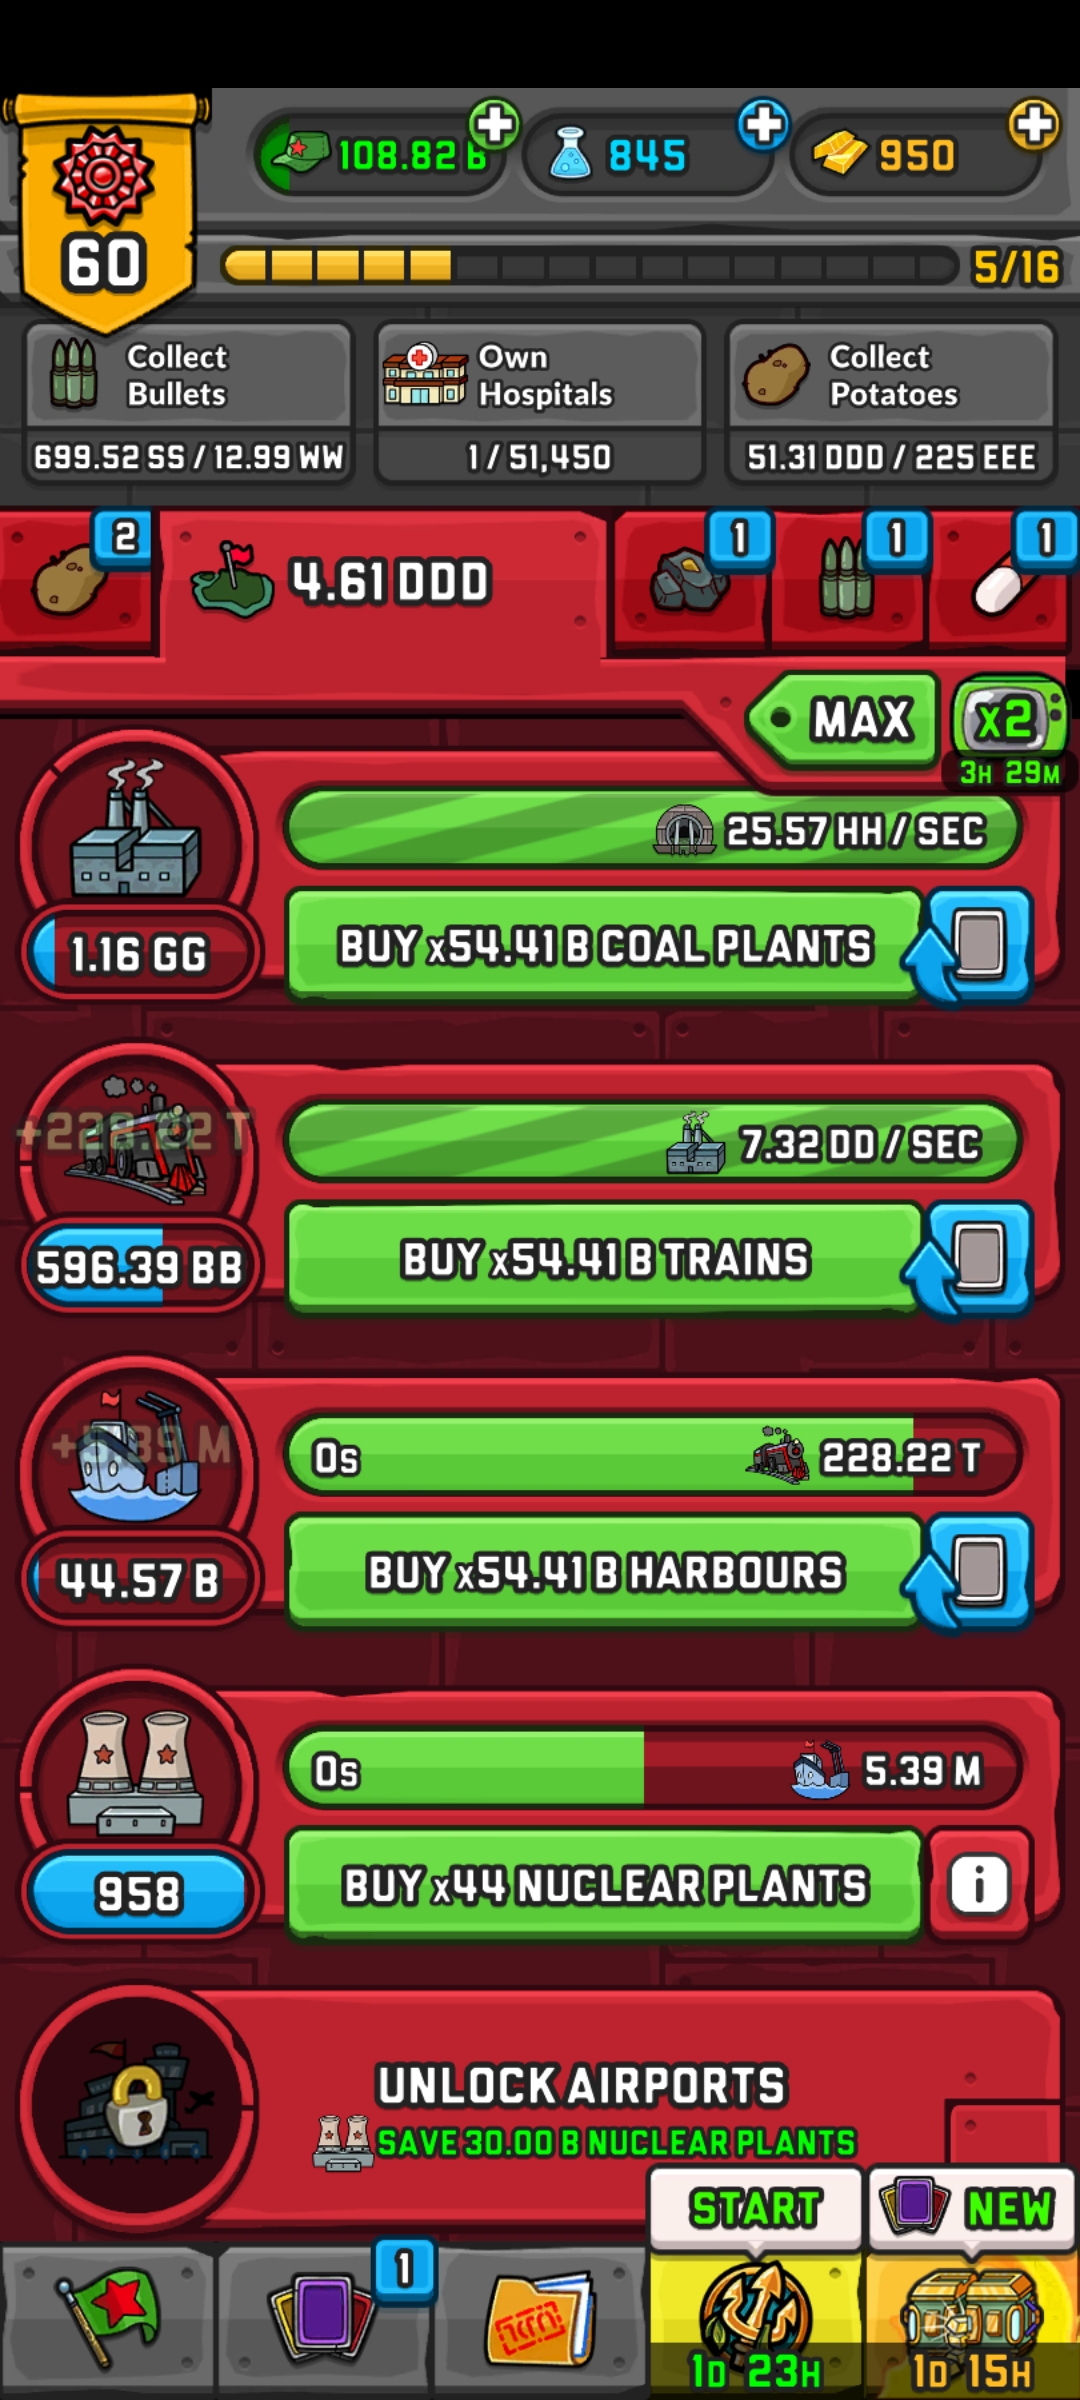 60
108.82 B
845
950
5/16
Collect Bullets
699.52 SS / 12.99 WW
Own Hospitals
1 / 51,450
Collect Potatoes
51.31 DDD / 225 EEE
2
4.61 DDD
1
1
1
MAX
x2
3H 29M
25.57 HH / SEC
1.16 GG
BUY x54.41 B COAL PLANTS
+228.22 T
7.32 DD / SEC
596.39 BB
BUY x54.41 B TRAINS
+5.39 M
0s
228.22 T
44.57 B
BUY x54.41 B HARBOURS
0s
5.39 M
958
BUY x44 NUCLEAR PLANTS
i
UNLOCK AIRPORTS
SAVE 30.00 B NUCLEAR PLANTS
START
NEW
1
1D 23H
1D 15H